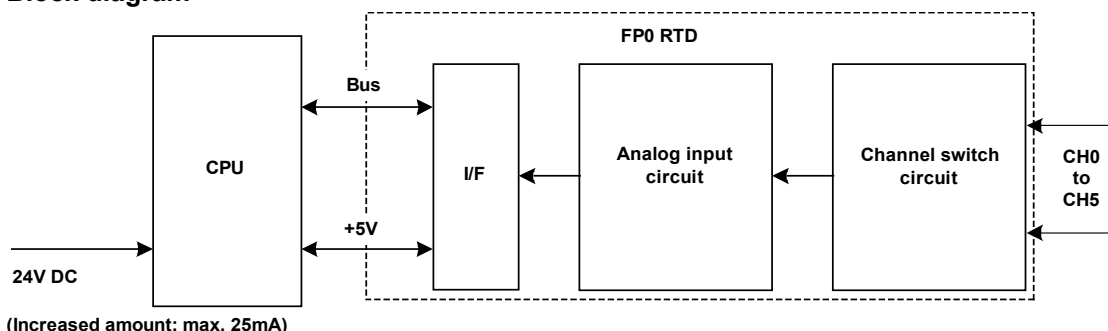 Block diagram
FP0 RTD
Bus
CPU
I/F
Analog input
circuit
Channel switch
circuit
CH0
to
CH5
+5V
24V DC
(Increased amount: max. 25mA)